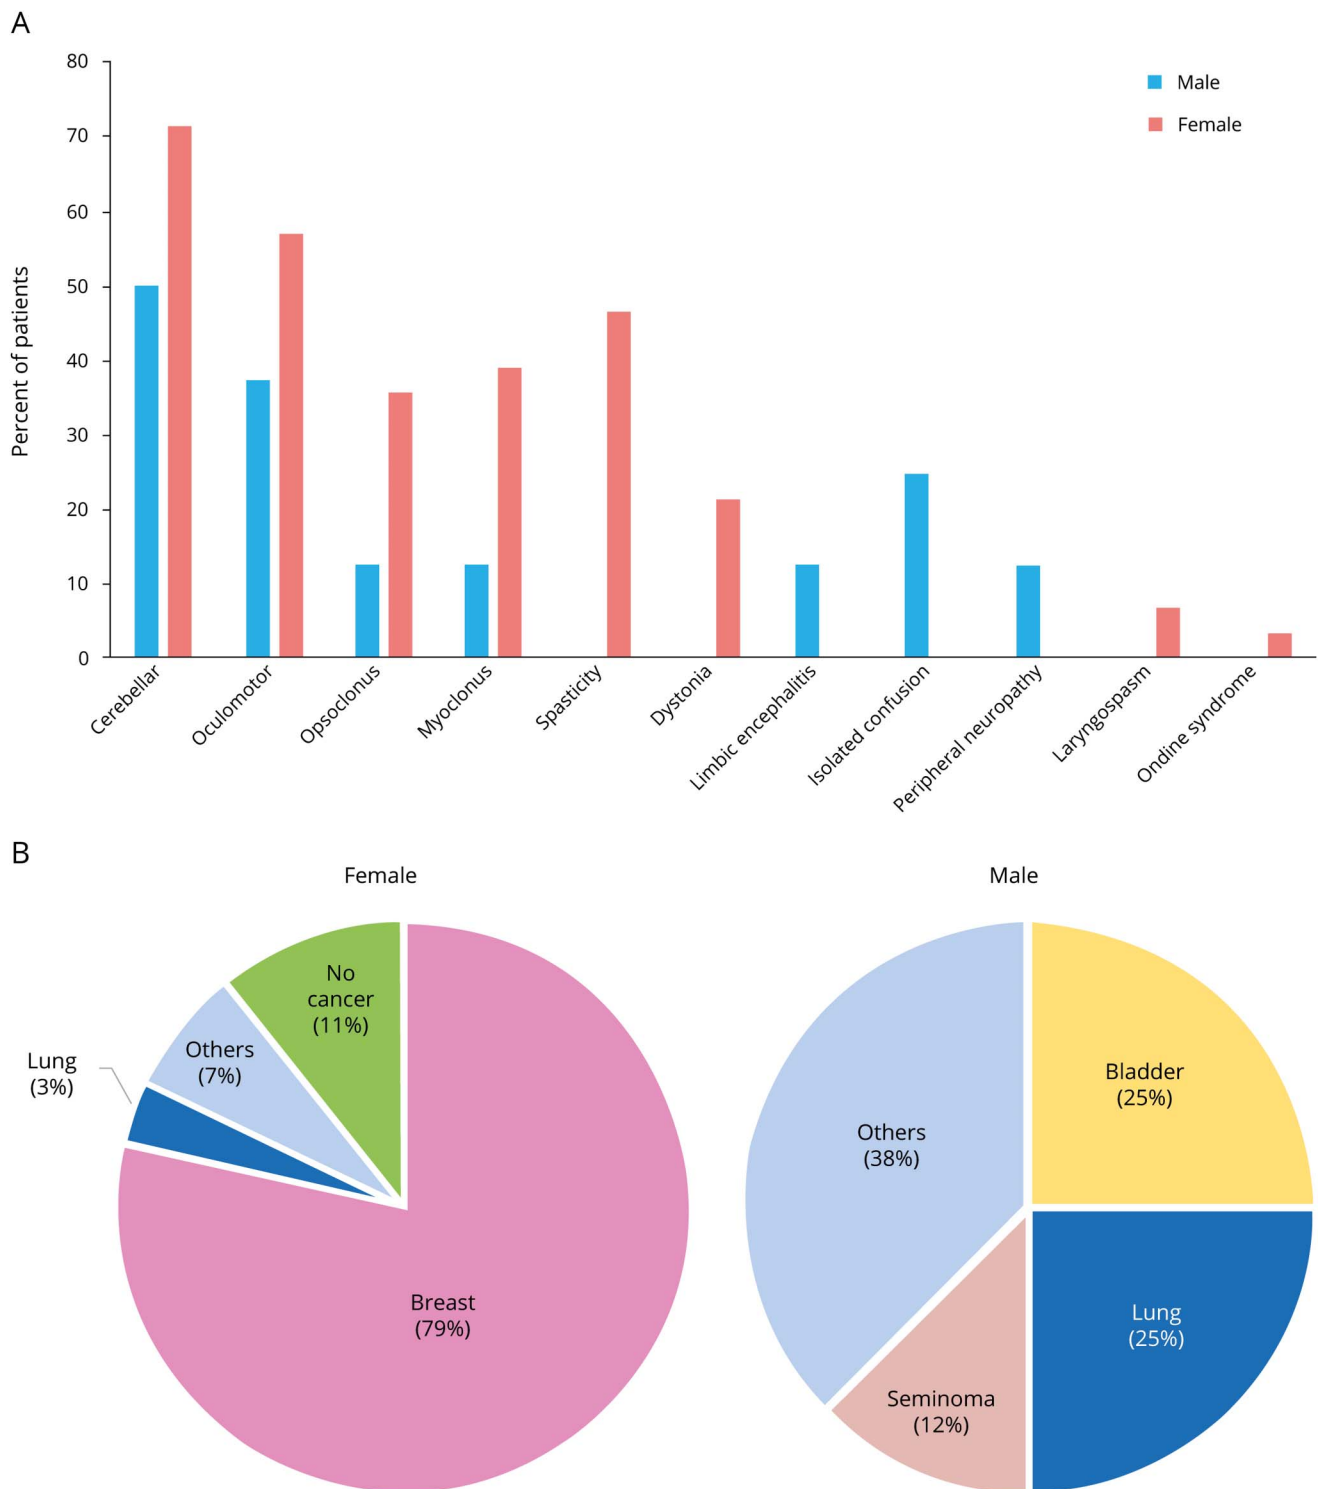 A
80
70
60
50
40
30
20
10
0
Percent of patients
Male
Female
Cerebellar
Oculomotor
Opsoclonus
Myoclonus
Spasticity
Dystonia
Limbic encephalitis
Isolated confusion
Peripheral neuropathy
Laryngospasm
Ondine syndrome
B
Female
No
cancer
(11%)
Others
(7%)
Lung
(3%)
Breast
(79%)
Male
Bladder
(25%)
Others
(38%)
Lung
(25%)
Seminoma
(12%)